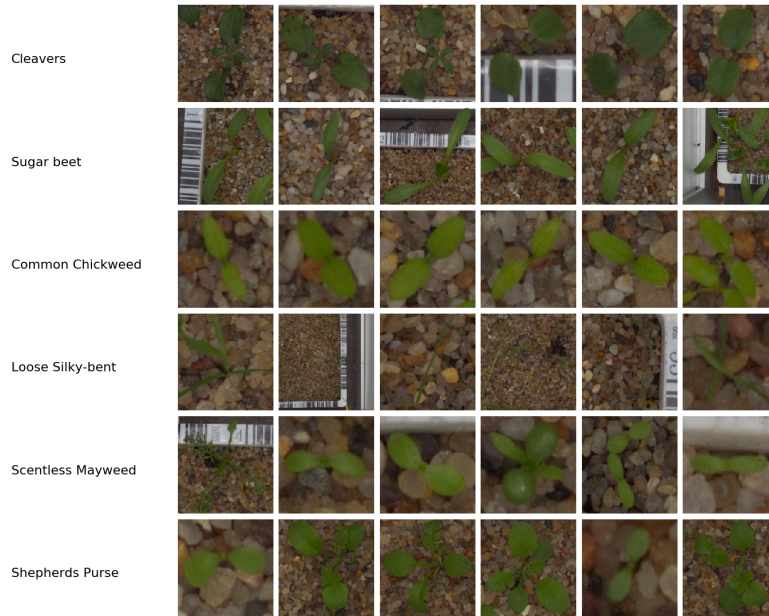 Cleavers
Sugar beet
Common Chickweed
Loose Silky-bent
Scentless Mayweed
Shepherds Purse